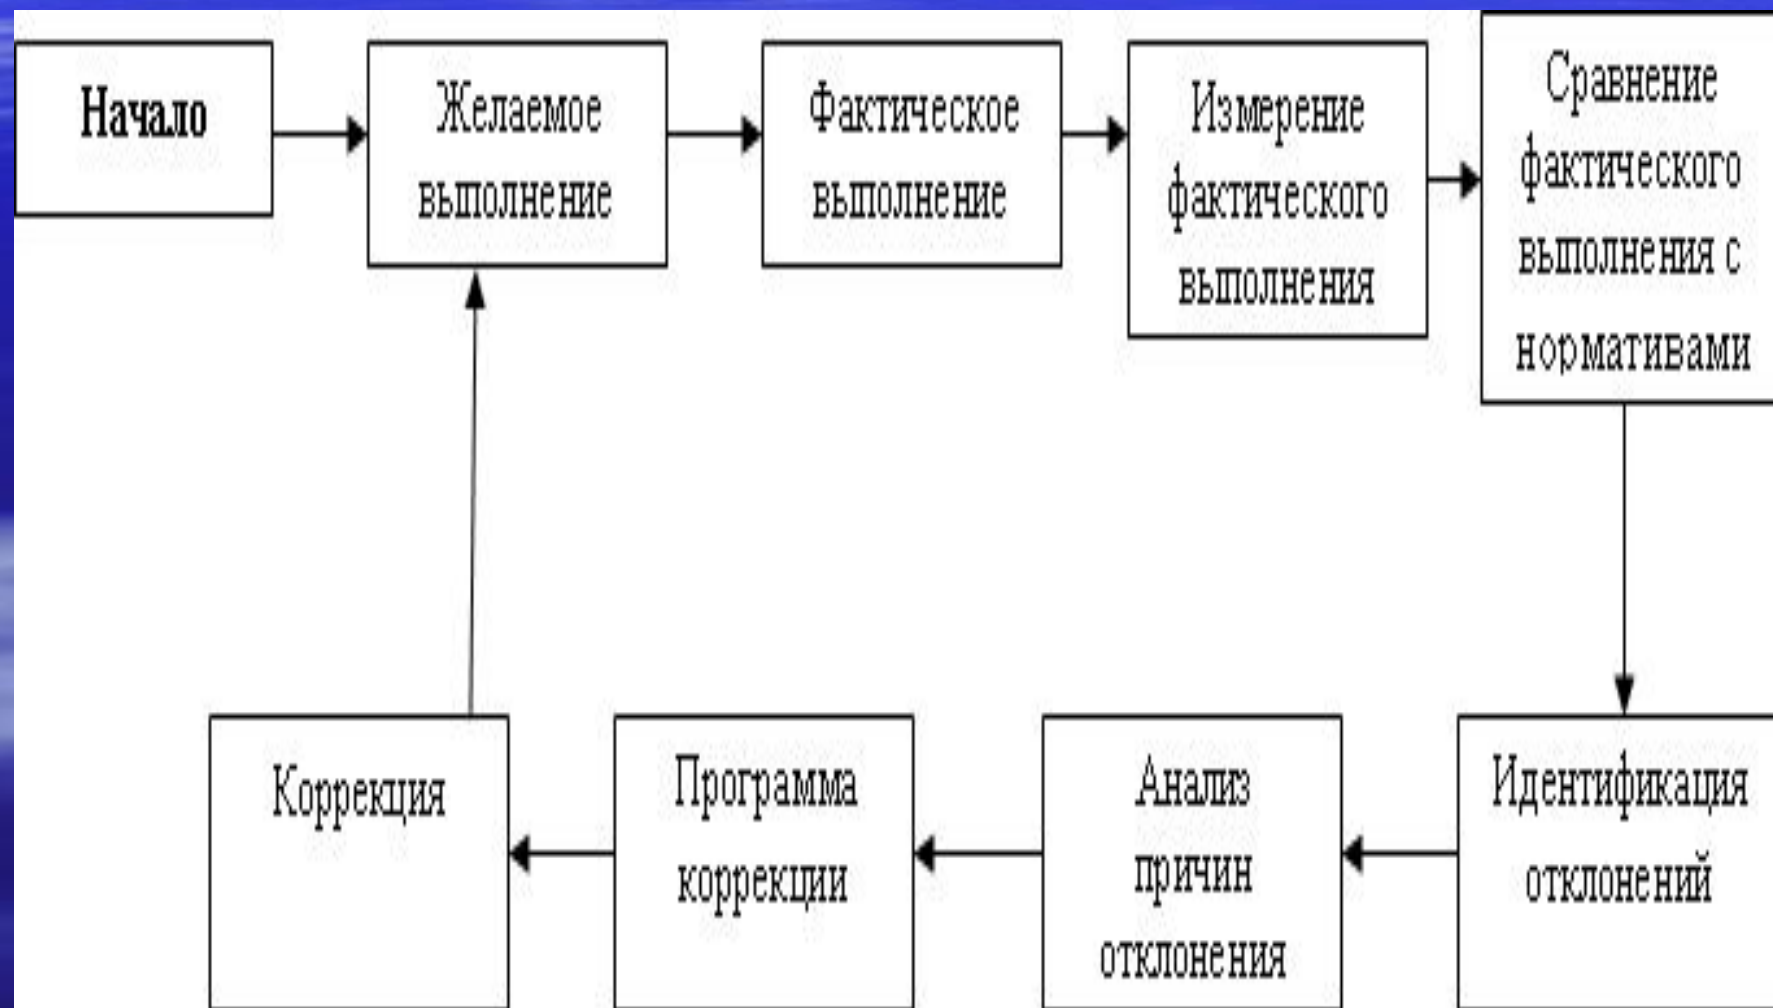 Начало
Желаемое
выполнение
Фактическое
выполнение
Измерение
фактического
выполнения
Сравнение
фактического
выполнения с
нормативами
Идентификация
отклонений
Анализ
причин
отклонения
Программа
коррекции
Коррекция